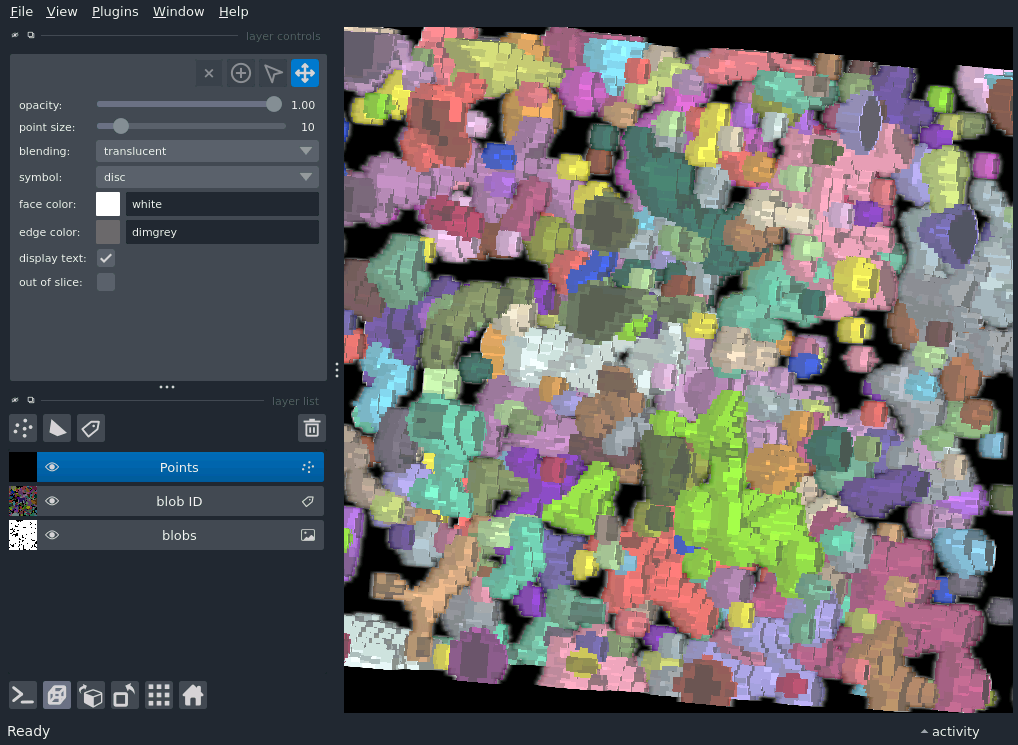 File View Plugins Window Help
layer controls
opacity: 1.00
point size: 10
blending: translucent
symbol: disc
face color: white
edge color: dimgrey
display text:
out of slice:
layer list
Points
blob ID
blobs
Ready
activity